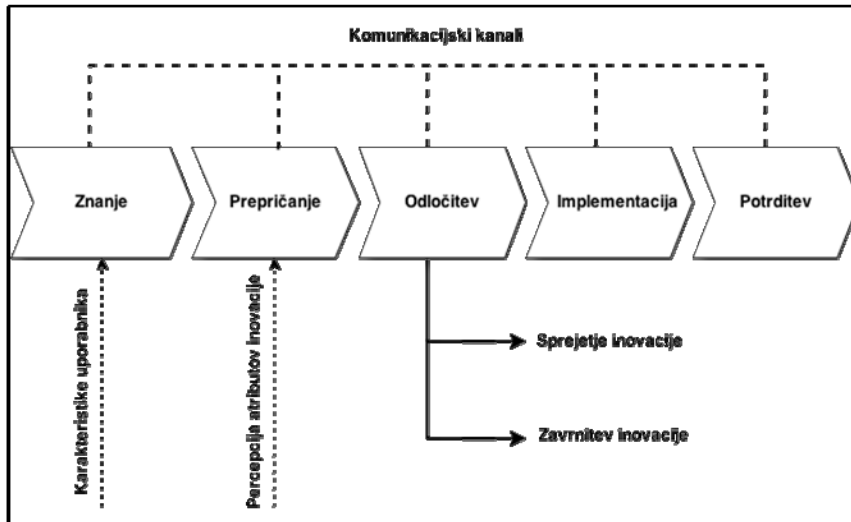 Komunikacijski kanali
Znanje
Prepričanje
Odločitev
Implementacija
Potrditev
Karakteristike uporabnika
Percepcija atributov inovacije
Sprejetje inovacije
Zavrnitev inovacije